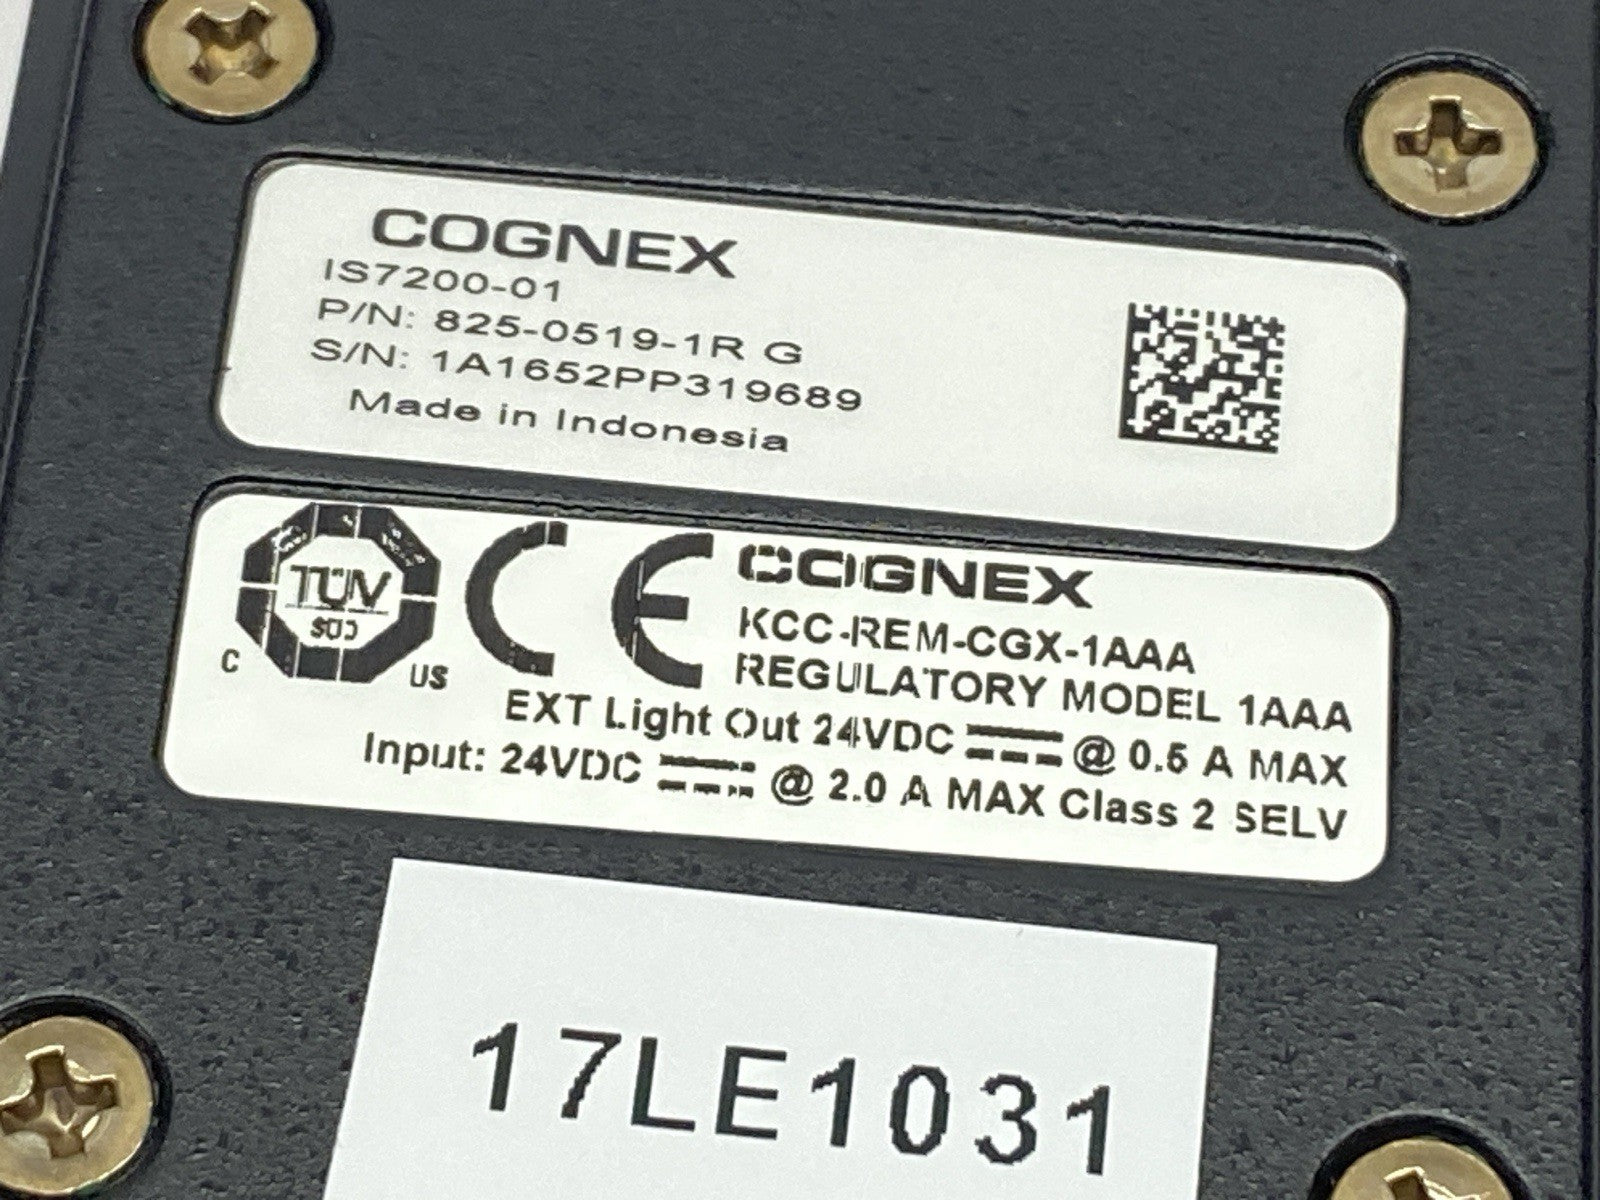 COGNEX
IS7200-01
P/N: 825-0519-1R G
S/N: 1A1652PP319689
Made in Indonesia
TÜV
SÜD
C
US
CE
COGNEX
KCC-REM-CGX-1AAA
REGULATORY MODEL 1AAA
EXT Light Out 24VDC @ 0.5 A MAX
Input: 24VDC @ 2.0 A MAX Class 2 SELV
17LE1031